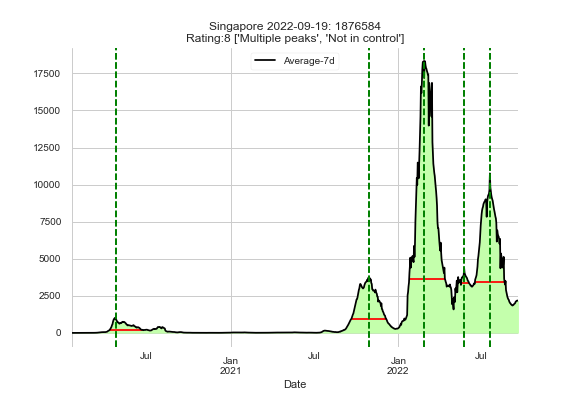 Singapore 2022-09-19: 1876584
Rating:8 ['Multiple peaks', 'Not in control']
Average-7d
17500
15000
12500
10000
7500
5000
2500
0
Jul
Jan
2021
Jul
Jan
2022
Jul
Date